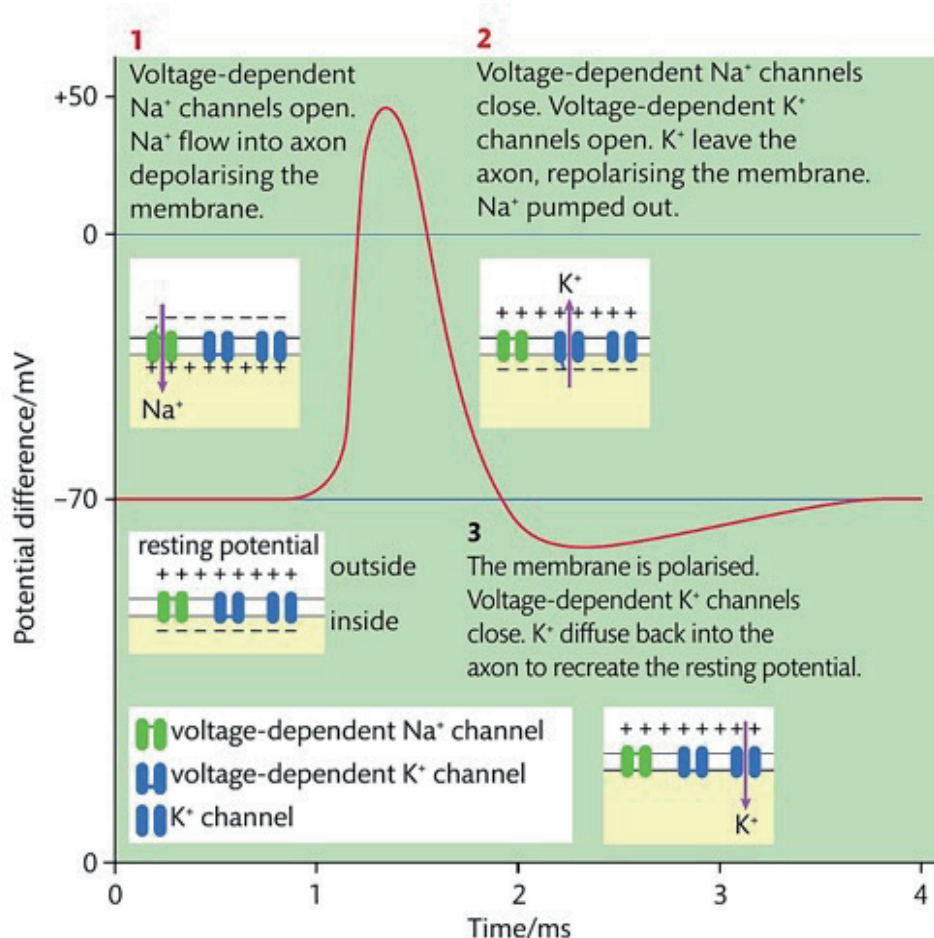 1
Voltage-dependent
Na⁺ channels open.
Na⁺ flow into axon
depolarising the
membrane.
2
Voltage-dependent Na⁺ channels
close. Voltage-dependent K⁺
channels open. K⁺ leave the
axon, repolarising the membrane.
Na⁺ pumped out.
+50
0
–70
0
Potential difference/mV
+ + + + + + + +
Na⁺
K⁺
+ + + + + + + +
resting potential
+ + + + + + + +
outside
inside
3
The membrane is polarised.
Voltage-dependent K⁺ channels
close. K⁺ diffuse back into the
axon to recreate the resting potential.
voltage-dependent Na⁺ channel
voltage-dependent K⁺ channel
K⁺ channel
+ + + + + + + +
K⁺
0 1 2 3 4
Time/ms